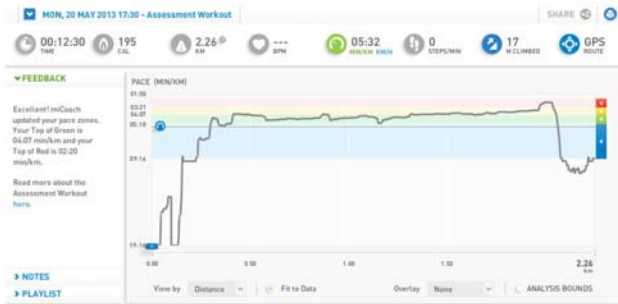 MON, 20 MAY 2013 17:30 - Assessment Workout
SHARE
00:12:30
TIME
195
CAL
2.26
KM
---
BPM
05:32
MIN/KM KM/H
0
STEPS/MIN
17
M CLIMBED
GPS
ROUTE
FEEDBACK
Excellent! miCoach
updated your pace zones.
Your Top of Green is
04:07 min/km and your
Top of Red is 02:20
min/km.
Read more about the
Assessment Workout
here.
NOTES
PLAYLIST
PACE (MIN/KM)
01:50
03:21
04:07
05:18
09:16
0.00
0.50
1.00
1.50
2.26
km
View by
Distance
Fit to Data
Overlay
None
ANALYSIS BOUNDS